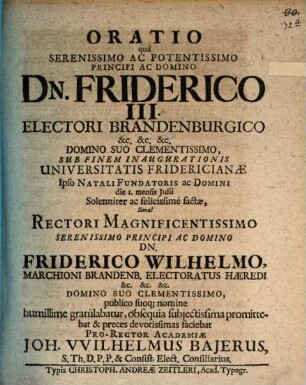 ORATIO
quâ
SERENISSIMO AC POTENTISSIMO
PRINCIPI AC DOMINO
DN. FRIDERICO
III.
ELECTORI BRANDENBURGICO
&c. &c. &c.
DOMINO SUO CLEMENTISSIMO,
SUB FINEM INAUGURATIONIS
UNIVERSITATIS FRIDERICIANÆ
Ipso NATALI FUNDATORIS ac DOMINI
die 1. mensis Julii
Solenniter ac felicissimè factæ,
Simul
RECTORI MAGNIFICENTISSIMO
SERENISSIMO PRINCIPI AC DOMINO
DN.
FRIDERICO WILHELMO,
MARCHIONI BRANDENB. ELECTORATUS HÆREDI
&c. &c. &c.
DOMINO SUO CLEMENTISSIMO,
publico suoq; nomine
humillime gratulabatur, obsequia subjectissima promitte-
bat & preces devotissimas faciebat
PRO-RECTOR ACADEMIÆ
JOH. VVILHELMUS BAJERUS,
S. Th. D. P. P. & Consist. Elect. Consiliarius.
Typis CHRISTOPH. ANDREÆ ZEITLERI, Acad. Typogr.